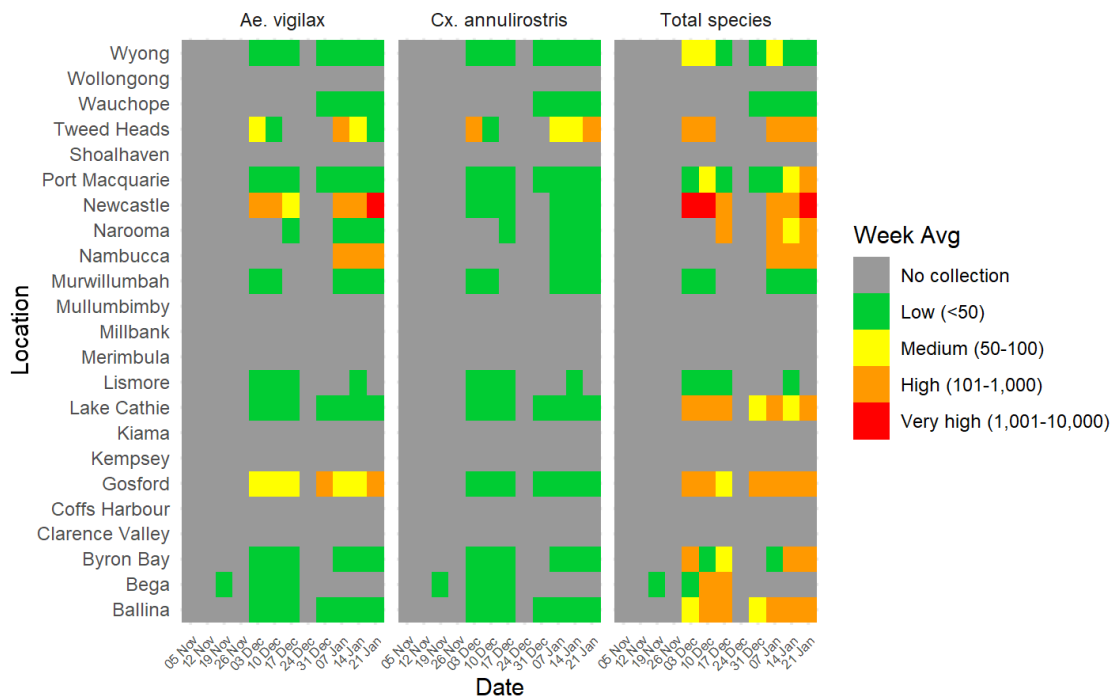 Ae. vigilax
Cx. annulirostris
Total species
Location
Wyong
Wollongong
Wauchope
Tweed Heads
Shoalhaven
Port Macquarie
Newcastle
Narooma
Nambucca
Murwillumbah
Mullumbimby
Millbank
Merimbula
Lismore
Lake Cathie
Kiama
Kempsey
Gosford
Coffs Harbour
Clarence Valley
Byron Bay
Bega
Ballina
05 Nov
12 Nov
19 Nov
26 Nov
03 Dec
10 Dec
17 Dec
24 Dec
31 Dec
07 Jan
14 Jan
21 Jan
05 Nov
12 Nov
19 Nov
26 Nov
03 Dec
10 Dec
17 Dec
24 Dec
31 Dec
07 Jan
14 Jan
21 Jan
05 Nov
12 Nov
19 Nov
26 Nov
03 Dec
10 Dec
17 Dec
24 Dec
31 Dec
07 Jan
14 Jan
21 Jan
Date
Week Avg
No collection
Low (<50)
Medium (50-100)
High (101-1,000)
Very high (1,001-10,000)